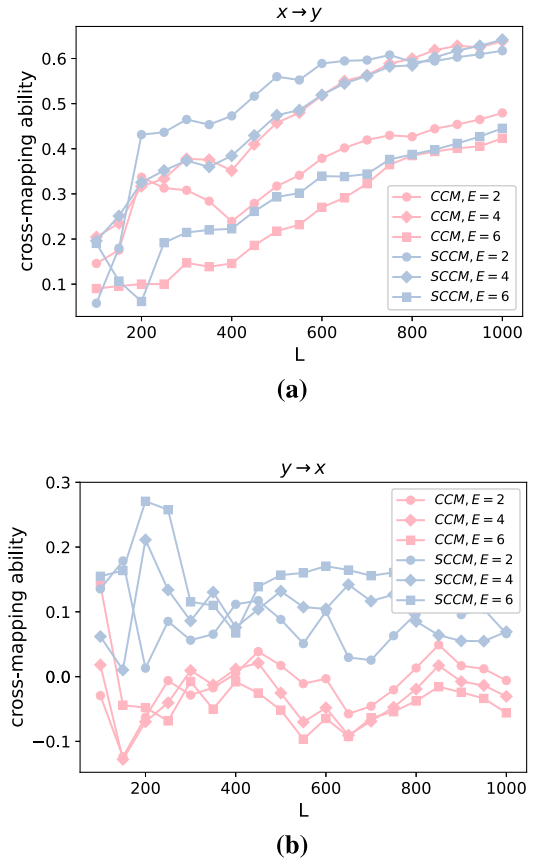 x → y
cross-mapping ability
0.6
0.5
0.4
0.3
0.2
0.1
CCM, E = 2
CCM, E = 4
CCM, E = 6
SCCM, E = 2
SCCM, E = 4
SCCM, E = 6
200 400 600 800 1000
L
(a)
y → x
cross-mapping ability
0.3
0.2
0.1
0.0
−0.1
CCM, E = 2
CCM, E = 4
CCM, E = 6
SCCM, E = 2
SCCM, E = 4
SCCM, E = 6
200 400 600 800 1000
L
(b)